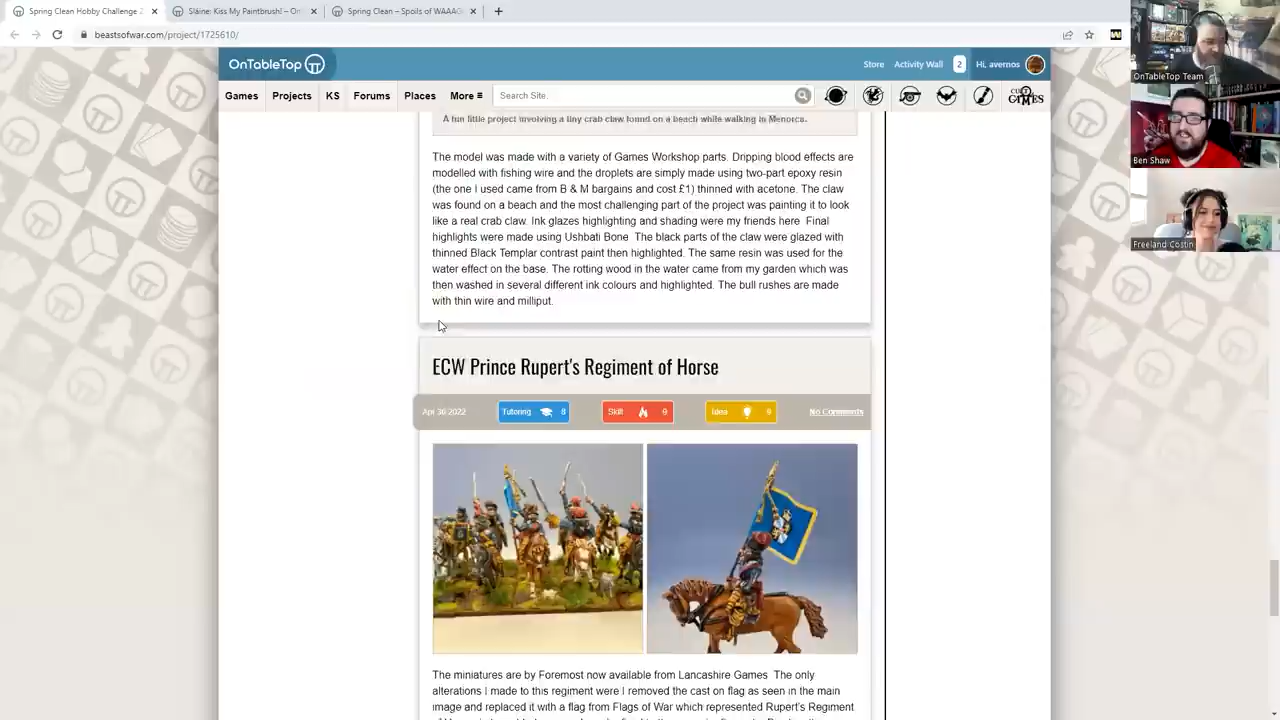 Spring Clean Hobby Challenge 2
Slaine: Kiss My Paintbrush! – On
Spring Clean – Spoils of WAAAG
beastsofwar.com/project/1725610/
OnTableTop
Store
Activity Wall
2
Hi, avernos
Games
Projects
KS
Forums
Places
More
Search Site
GAMES
A fun little project involving a tiny crab claw found on a beach while walking in Menorca.
The model was made with a variety of Games Workshop parts. Dripping blood effects are
modelled with fishing wire and the droplets are simply made using two-part epoxy resin
(the one I used came from B & M bargains and cost £1) thinned with acetone. The claw
was found on a beach and the most challenging part of the project was painting it to look
like a real crab claw. Ink glazes highlighting and shading were my friends here  Final
highlights were made using Ushbati Bone  The black parts of the claw were glazed with
thinned Black Templar contrast paint then highlighted. The same resin was used for the
water effect on the base. The rotting wood in the water came from my garden which was
then washed in several different ink colours and highlighted. The bull rushes are made
with thin wire and milliput.
ECW Prince Rupert's Regiment of Horse
Apr 30 2022
Tutoring 8
Skill 9
Idea 9
No Comments
The miniatures are by Foremost now available from Lancashire Games  The only
alterations I made to this regiment were I removed the cast on flag as seen in the main
image and replaced it with a flag from Flags of War which represented Rupert's Regiment
OnTableTop Team
Ben Shaw
Freeland Costin